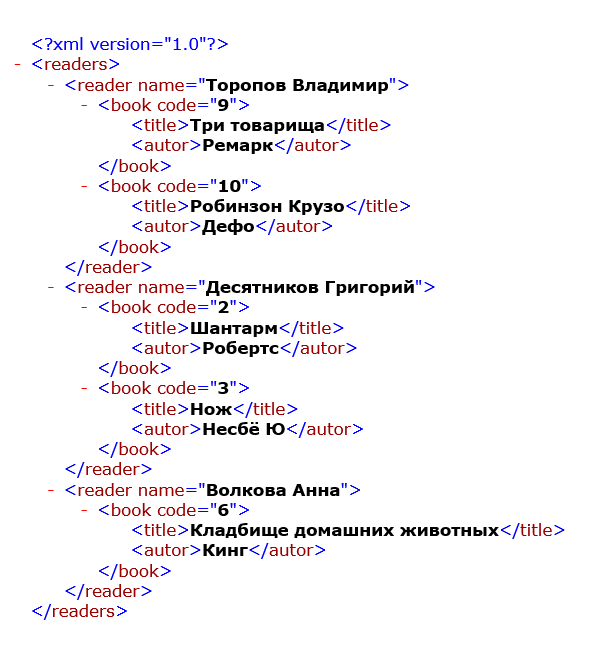 <?xml version="1.0"?>
- <readers>
- <reader name="Торопов Владимир">
- <book code="9">
<title>Три товарища</title>
<autor>Ремарк</autor>
</book>
- <book code="10">
<title>Робинзон Крузо</title>
<autor>Дефо</autor>
</book>
</reader>
- <reader name="Десятников Григорий">
- <book code="2">
<title>Шантарм</title>
<autor>Робертс</autor>
</book>
- <book code="3">
<title>Нож</title>
<autor>Несбё Ю</autor>
</book>
</reader>
- <reader name="Волкова Анна">
- <book code="6">
<title>Кладбище домашних животных</title>
<autor>Кинг</autor>
</book>
</reader>
</readers>